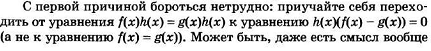 С первой причиной бороться нетрудно: приучайте себя перехо-
дить от уравнения f(x)h(x) = g(x)h(x) к уравнению h(x)(f(x) − g(x)) = 0
(а не к уравнению f(x) = g(x)). Может быть, даже есть смысл вообще